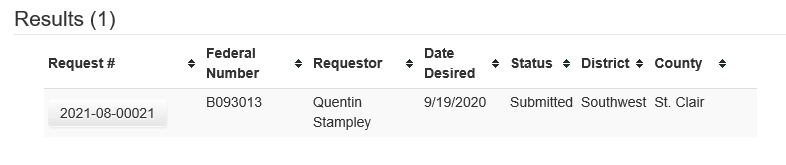 Results (1)
Request # Federal Number Requestor Date Desired Status District County
2021-08-00021 B093013 Quentin Stampley 9/19/2020 Submitted Southwest St. Clair